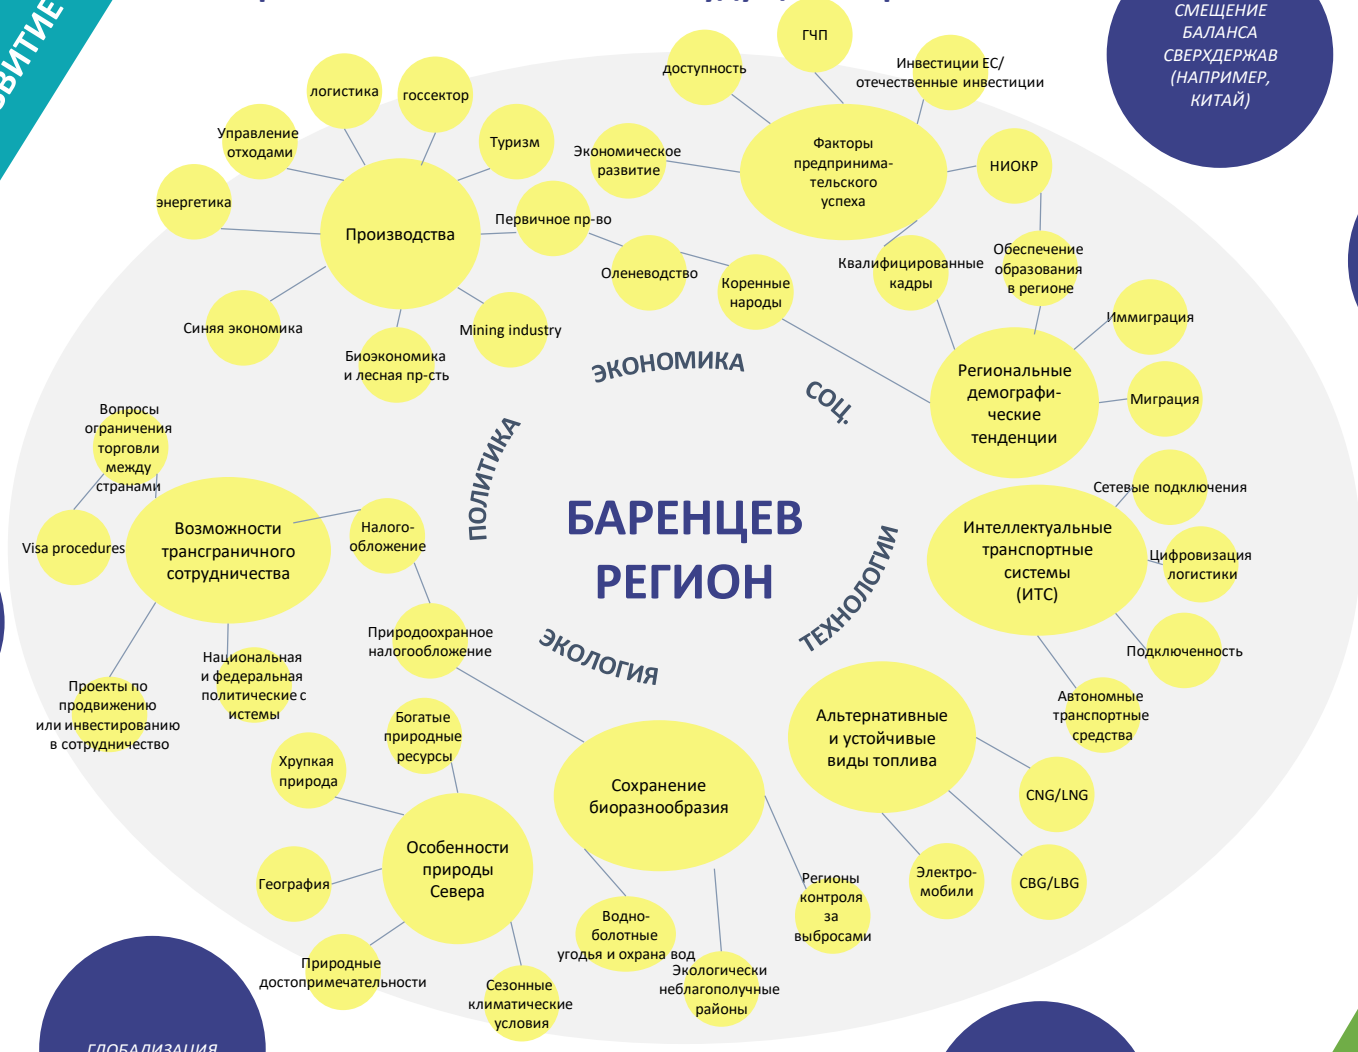 СМЕЩЕНИЕ
БАЛАНСА
СВЕРХДЕРЖАВ
(НАПРИМЕР,
КИТАЙ)
ГЧП
доступность
Инвестиции ЕС/
отечественные инвестиции
логистика
госсектор
Управление
отходами
Туризм
Экономическое
развитие
Факторы
предпринима-
тельского
успеха
НИОКР
энергетика
Производства
Первичное пр-во
Оленеводство
Коренные
народы
Квалифицированные
кадры
Обеспечение
образования
в регионе
Синяя экономика
Биоэкономика
и лесная пр-сть
Mining industry
Иммиграция
Региональные
демографи-
ческие
тенденции
Миграция
ЭКОНОМИКА
СОЦ.
ПОЛИТИКА
ТЕХНОЛОГИИ
ЭКОЛОГИЯ
БАРЕНЦЕВ
РЕГИОН
Вопросы
ограничения
торговли
между
странами
Visa procedures
Возможности
трансграничного
сотрудничества
Налого-
обложение
Сетевые подключения
Интеллектуальные
транспортные
системы
(ИТС)
Цифровизация
логистики
Подключенность
Автономные
транспортные
средства
Природоохранное
налогообложение
Национальная
и федеральная
политические с
истемы
Проекты по
продвижению
или инвестированию
в сотрудничество
Богатые
природные
ресурсы
Хрупкая
природа
Сохранение
биоразнообразия
Альтернативные
и устойчивые
виды топлива
CNG/LNG
CBG/LBG
Электро-
мобили
Особенности
природы
Севера
География
Природные
достопримечательности
Сезонные
климатические
условия
Водно-
болотные
угодья и охрана вод
Экологически
неблагополучные
районы
Регионы
контроля
за
выбросами
ГЛОБАЛИЗАЦИЯ